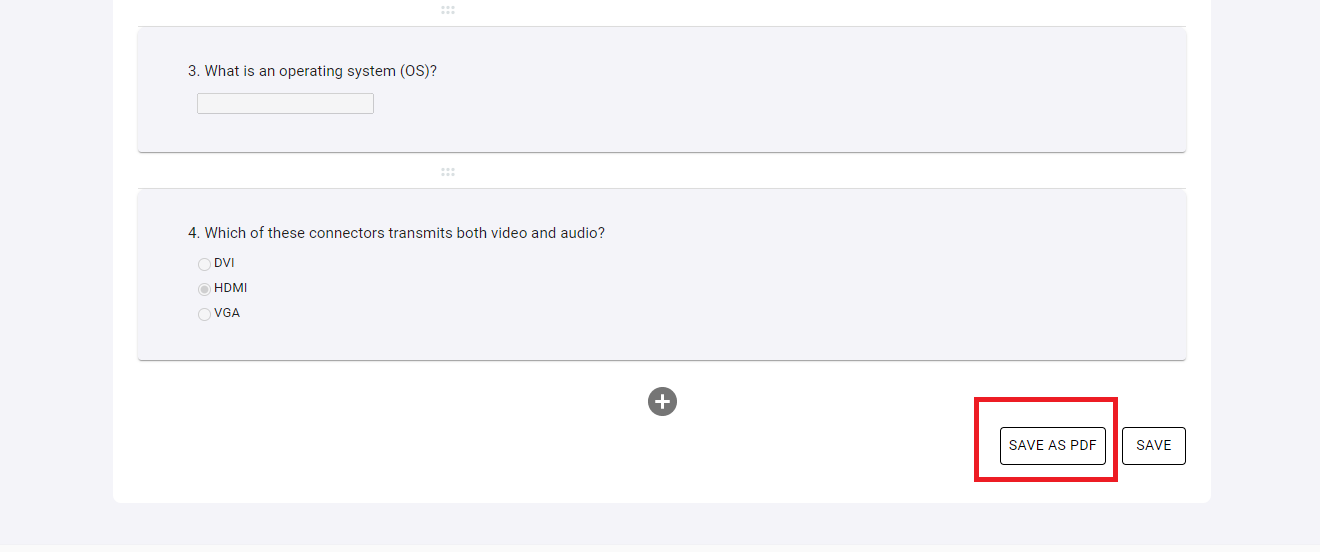 3. What is an operating system (OS)?
4. Which of these connectors transmits both video and audio?
DVI
HDMI
VGA
SAVE AS PDF
SAVE